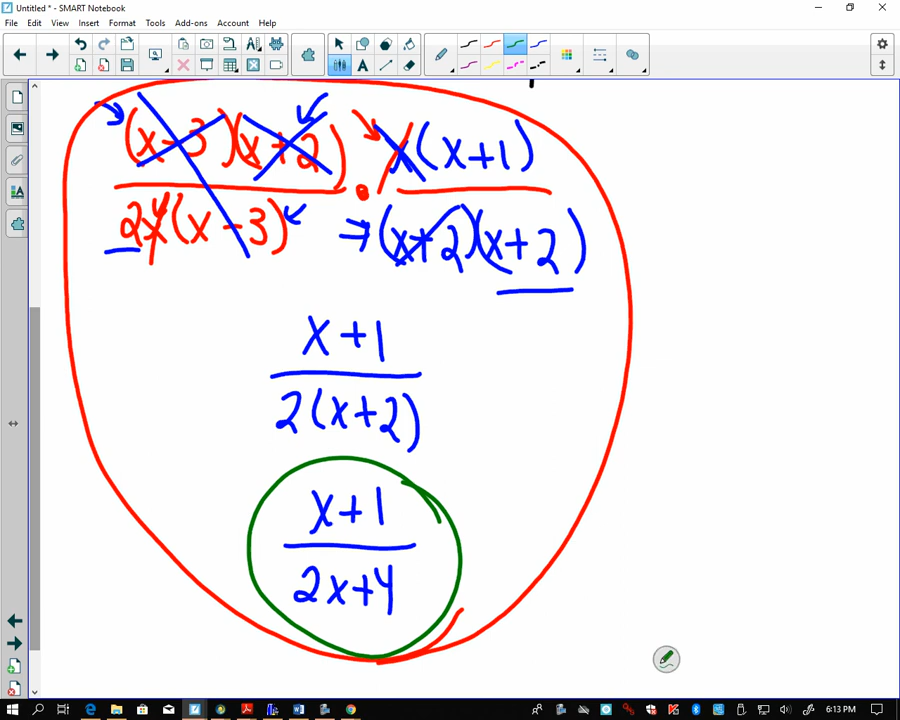 Untitled * - SMART Notebook
File Edit View Insert Format Tools Add-ons Account Help
(x-3)(x+2) . x(x+1)
2x(x-3) (x+2)(x+2)
x+1
2(x+2)
x+1
2x+4
6:13 PM